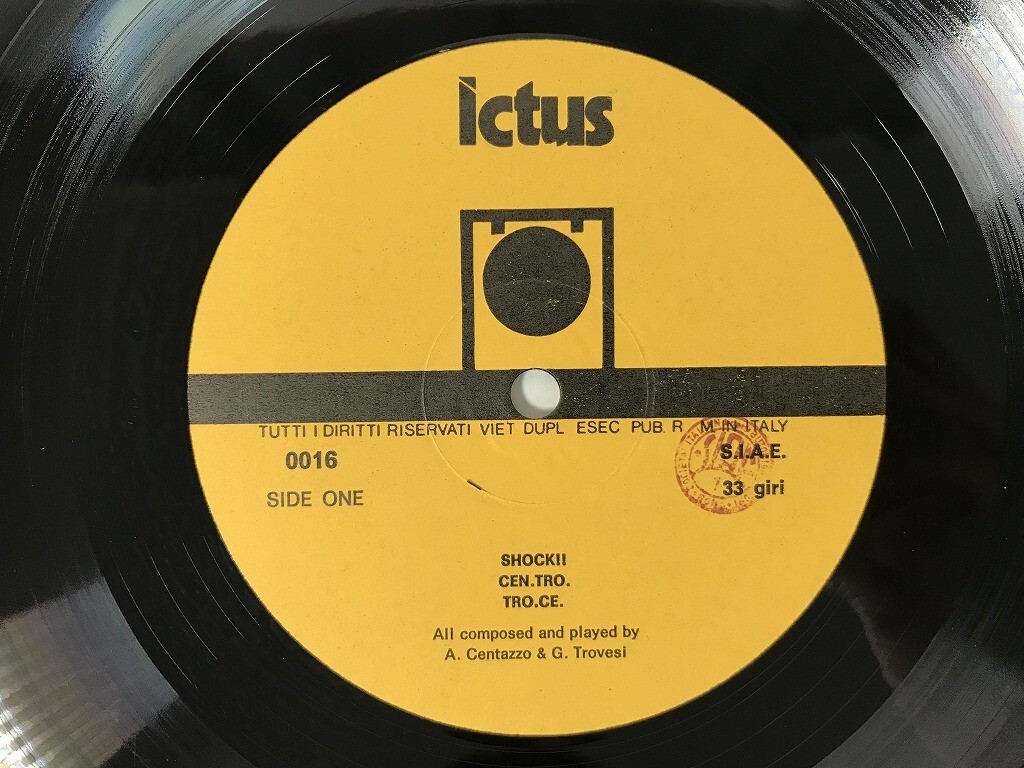 ictus
TUTTI I DIRITTI RISERVATI VIET DUPL ESEC PUB. R M IN ITALY
0016
S.I.A.E.
SIDE ONE
33 giri
SHOCK!!
CEN.TRO.
TRO.CE.
All composed and played by
A. Centazzo & G. Trovesi